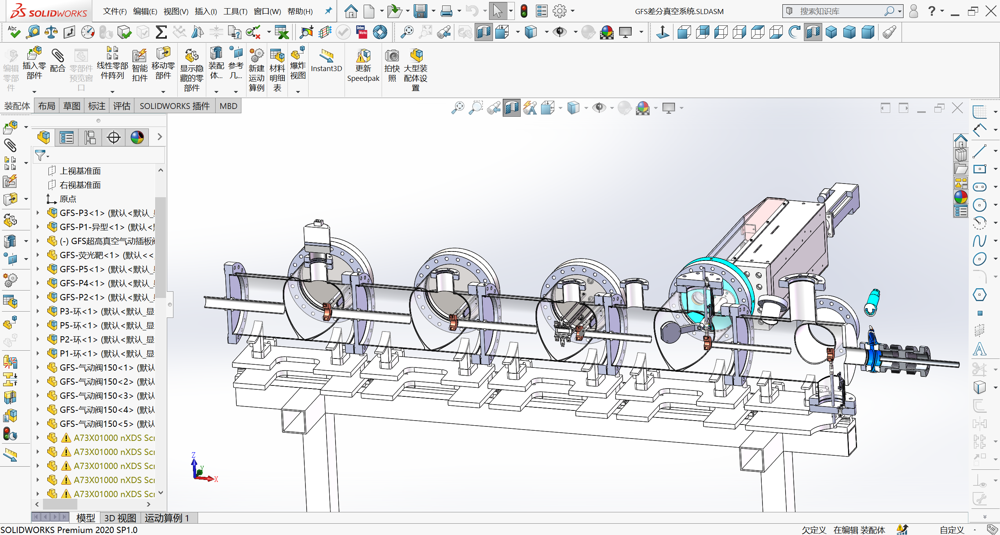 SOLIDWORKS
文件(F) 编辑(E) 视图(V) 插入(I) 工具(T) 窗口(W) 帮助(H)
GFS差分真空系统.SLDASM
搜索知识库
编辑零部件
插入零部件
配合
零部件预览窗口
线性零部件阵列
智能扣件
移动零部件
显示隐藏的零部件
装配体...
参考几...
新建运动算例
材料明细表
爆炸视图
Instant3D
更新 Speedpak
拍快照
大型装配体设置
装配体 布局 草图 标注 评估 SOLIDWORKS 插件 MBD
上视基准面
右视基准面
原点
GFS-P3<1> (默认<默认_
GFS-P1-异型<1> (默认<
(-) GFS超高真空气动插板
GFS-荧光靶<1> (默认<<
GFS-P5<1> (默认<默认_
GFS-P4<1> (默认<默认_
GFS-P2<1> (默认<默认_
P3-环<1> (默认<默认_显
P5-环<1> (默认<默认_显
P2-环<1> (默认<默认_显
P1-环<1> (默认<默认_显
GFS-气动阀150<1> (默认
GFS-气动阀150<2> (默认
GFS-气动阀150<3> (默认
GFS-气动阀150<4> (默认
GFS-气动阀150<5> (默认
A73X01000 nXDS Scr
A73X01000 nXDS Scr
A73X01000 nXDS Scr
A73X01000 nXDS Scr
A73X01000 nXDS Scr
Z
Y
X
模型 3D 视图 运动算例 1
SOLIDWORKS Premium 2020 SP1.0
欠定义 在编辑 装配体 自定义